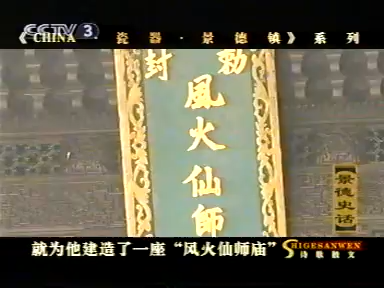 CCTV 3
《CHINA 瓷器·景德镇》系列
敕封
風火仙師
【景德史话】
就为他建造了一座“风火仙师庙”
SHIGESANWEN
诗歌散文